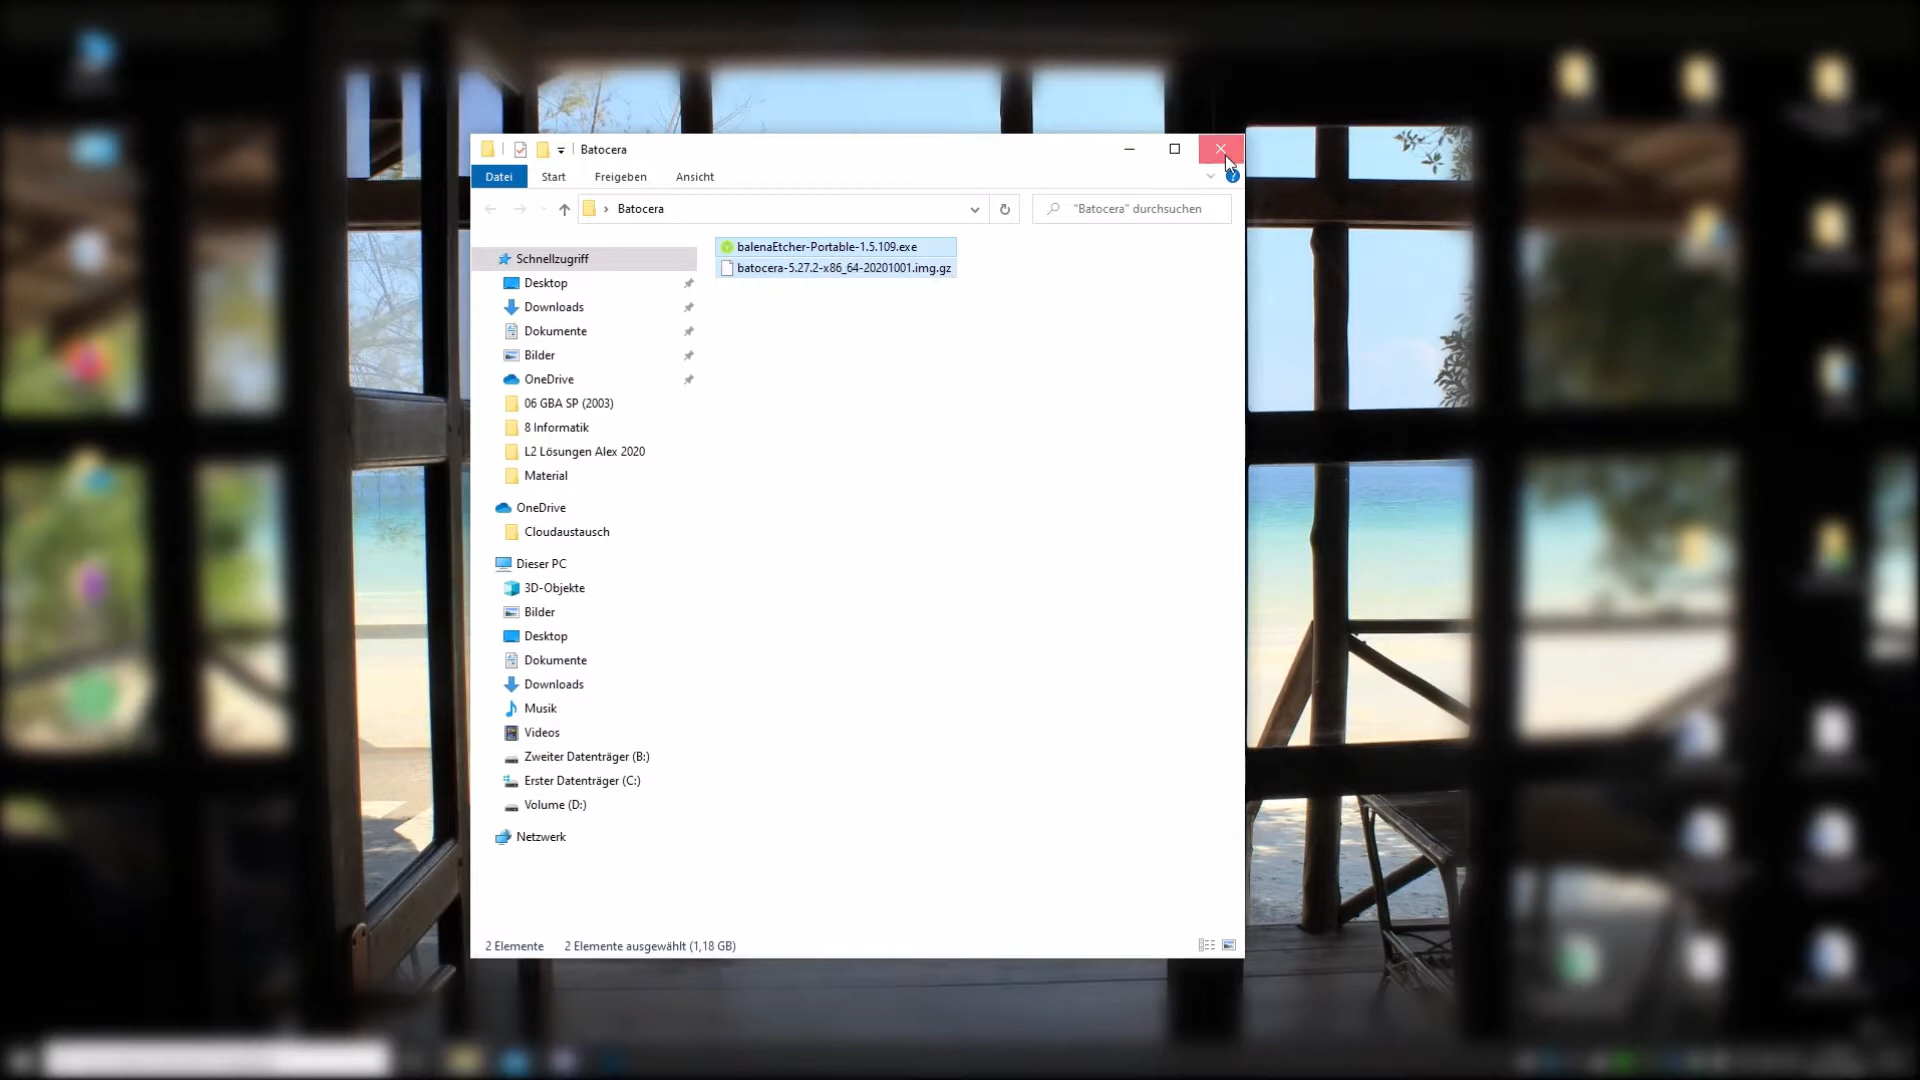 Batocera
Datei Start Freigeben Ansicht
Batocera
"Batocera" durchsuchen
Schnellzugriff
Desktop
Downloads
Dokumente
Bilder
OneDrive
06 GBA SP (2003)
8 Informatik
L2 Lösungen Alex 2020
Material
OneDrive
Cloudaustausch
Dieser PC
3D-Objekte
Bilder
Desktop
Dokumente
Downloads
Musik
Videos
Zweiter Datenträger (B:)
Erster Datenträger (C:)
Volume (D:)
Netzwerk
balenaEtcher-Portable-1.5.109.exe
batocera-5.27.2-x86_64-20201001.img.gz
2 Elemente 2 Elemente ausgewählt (1,18 GB)